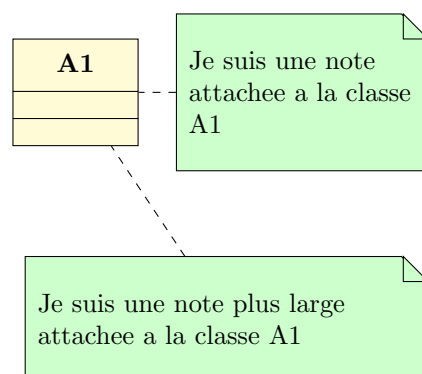 A1
Je suis une note
attachee a la classe
A1
Je suis une note plus large
attachee a la classe A1